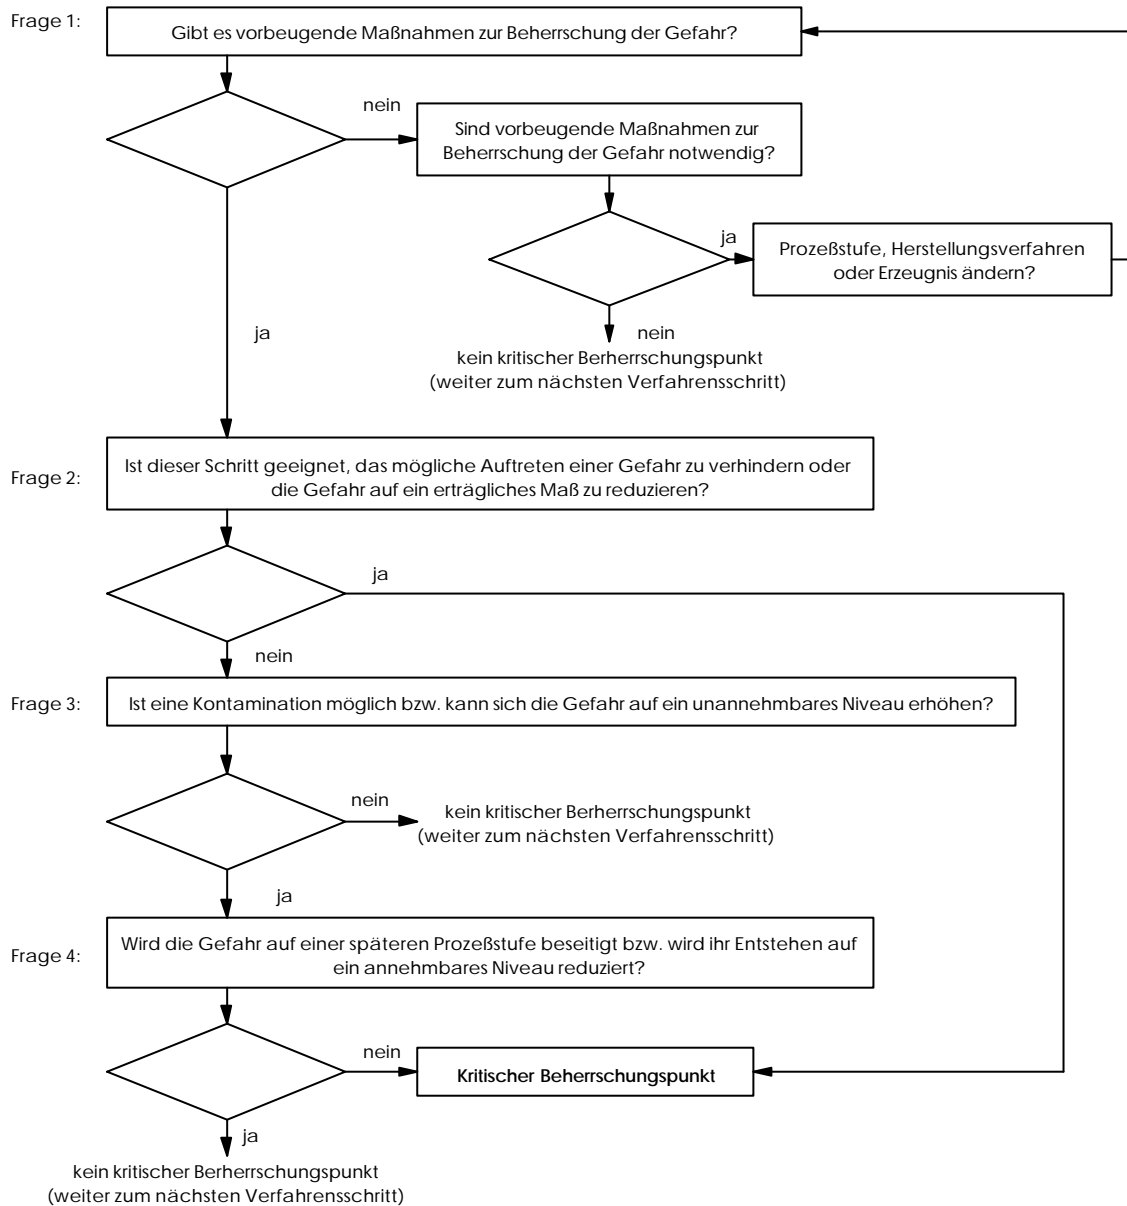 Frage 1:
Gibt es vorbeugende Maßnahmen zur Beherrschung der Gefahr?
nein
Sind vorbeugende Maßnahmen zur
Beherrschung der Gefahr notwendig?
ja
Prozeßstufe, Herstellungsverfahren
oder Erzeugnis ändern?
ja
nein
kein kritischer Berherrschungspunkt
(weiter zum nächsten Verfahrensschritt)
Frage 2:
Ist dieser Schritt geeignet, das mögliche Auftreten einer Gefahr zu verhindern oder
die Gefahr auf ein erträgliches Maß zu reduzieren?
ja
nein
Frage 3:
Ist eine Kontamination möglich bzw. kann sich die Gefahr auf ein unannehmbares Niveau erhöhen?
nein
kein kritischer Berherrschungspunkt
(weiter zum nächsten Verfahrensschritt)
ja
Frage 4:
Wird die Gefahr auf einer späteren Prozeßstufe beseitigt bzw. wird ihr Entstehen auf
ein annehmbares Niveau reduziert?
nein
Kritischer Beherrschungspunkt
ja
kein kritischer Berherrschungspunkt
(weiter zum nächsten Verfahrensschritt)